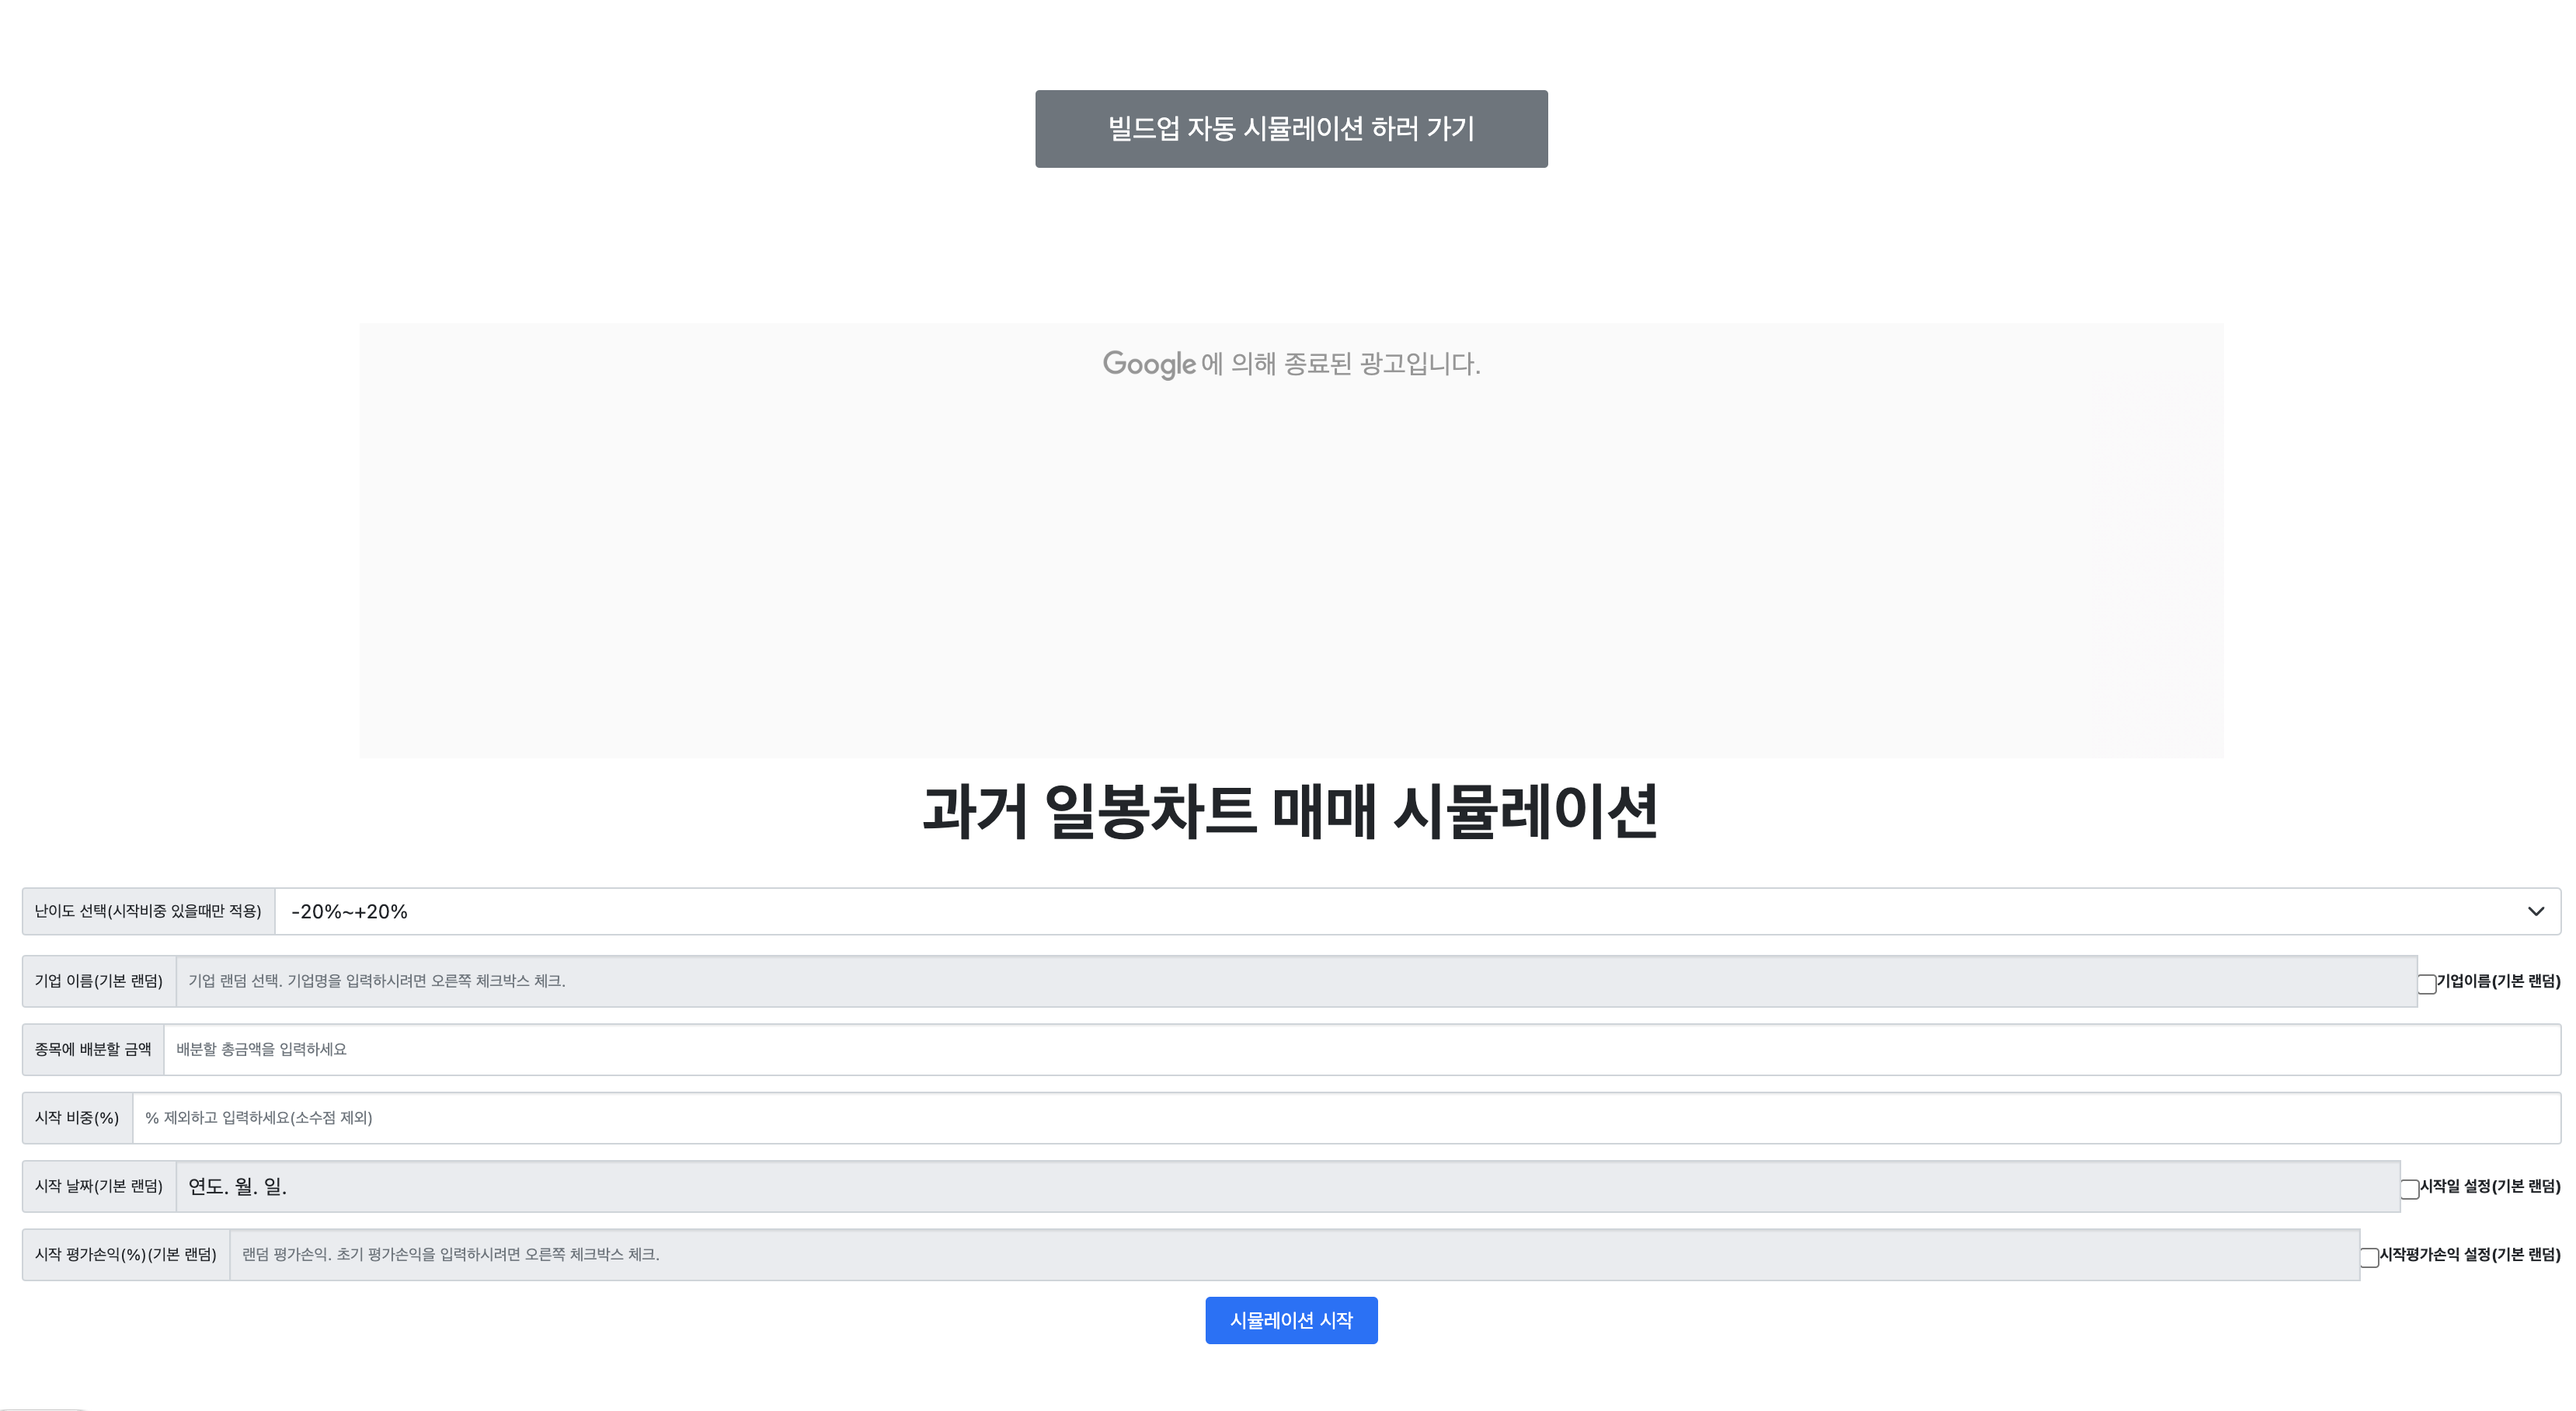 빌드업 자동 시뮬레이션 하러 가기
Google에 의해 종료된 광고입니다.
과거 일봉차트 매매 시뮬레이션
난이도 선택(시작비중 있을때만 적용) -20%~+20%
기업 이름(기본 랜덤) 기업 랜덤 선택. 기업명을 입력하시려면 오른쪽 체크박스 체크. 기업이름(기본 랜덤)
종목에 배분할 금액 배분할 총금액을 입력하세요
시작 비중(%) % 제외하고 입력하세요(소수점 제외)
시작 날짜(기본 랜덤) 연도. 월. 일. 시작일 설정(기본 랜덤)
시작 평가손익(%)(기본 랜덤) 랜덤 평가손익. 초기 평가손익을 입력하시려면 오른쪽 체크박스 체크. 시작평가손익 설정(기본 랜덤)
시뮬레이션 시작